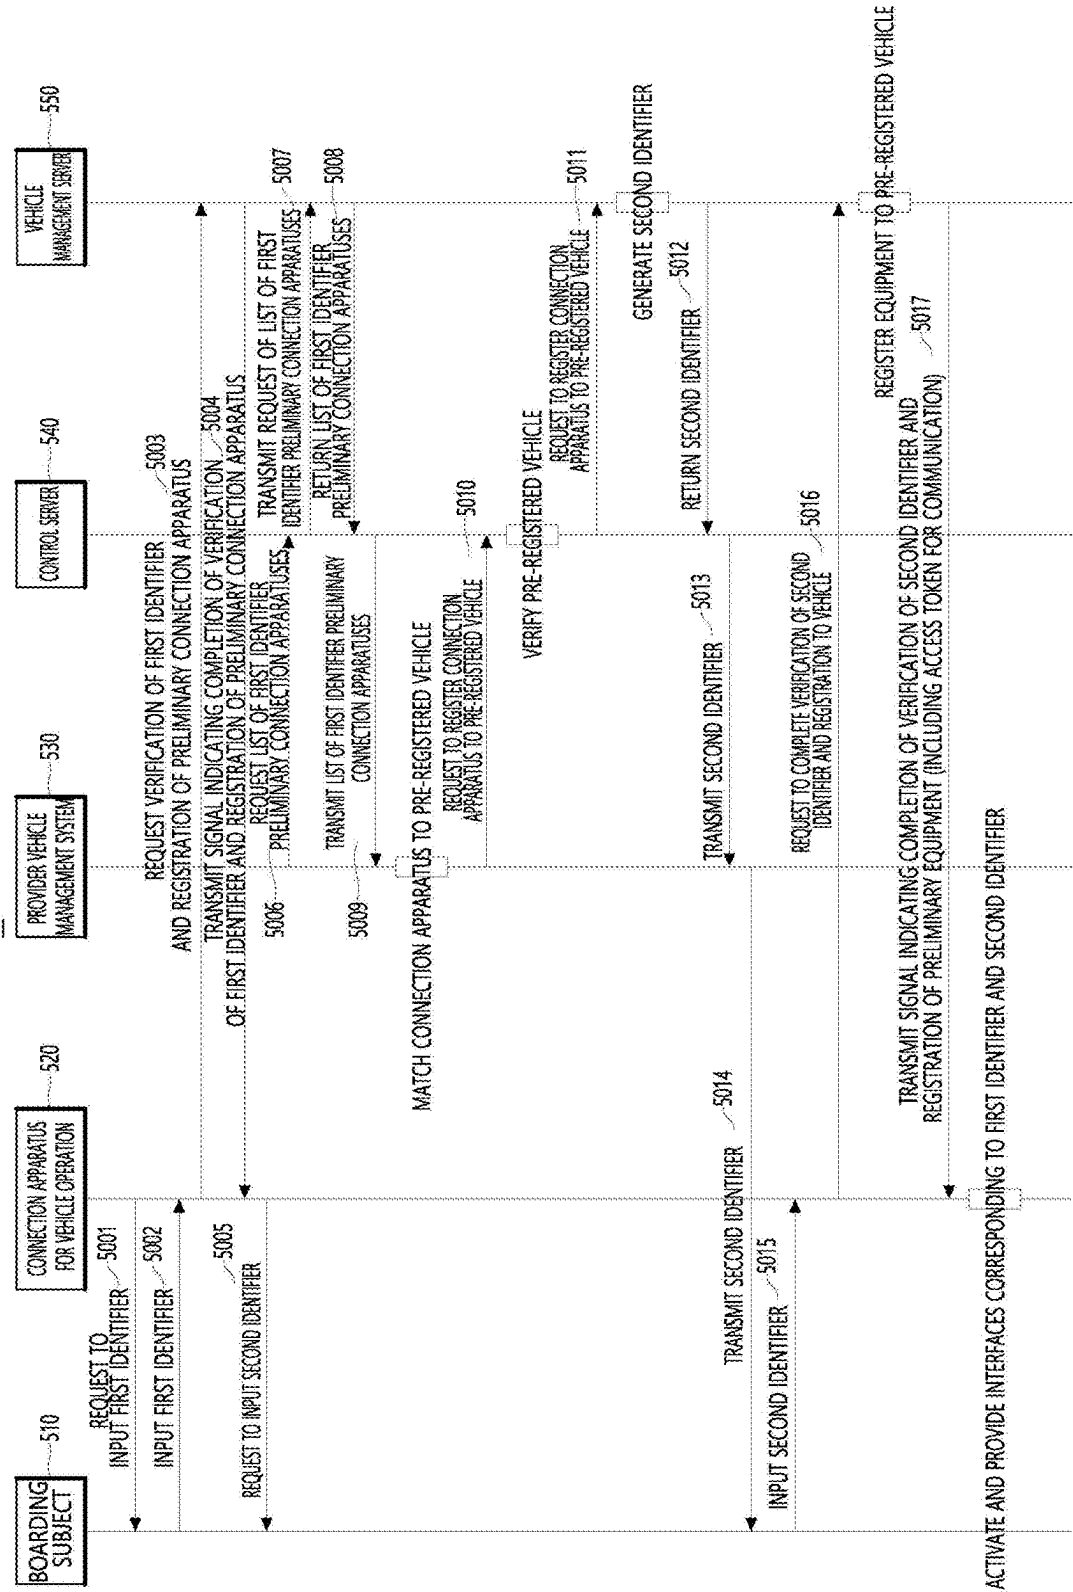 BOARDING
SUBJECT
510
CONNECTION APPARATUS
FOR VEHICLE OPERATION
520
PROVIDER VEHICLE
MANAGEMENT SYSTEM
530
CONTROL SERVER
540
VEHICLE
MANAGEMENT SERVER
550
REQUEST TO
INPUT FIRST IDENTIFIER
5001
INPUT FIRST IDENTIFIER
5002
REQUEST VERIFICATION OF FIRST IDENTIFIER
AND REGISTRATION OF PRELIMINARY CONNECTION APPARATUS
5003
TRANSMIT SIGNAL INDICATING COMPLETION OF VERIFICATION
OF FIRST IDENTIFIER AND REGISTRATION OF PRELIMINARY CONNECTION APPARATUS
5004
REQUEST TO INPUT SECOND IDENTIFIER
5005
REQUEST LIST OF FIRST IDENTIFIER
PRELIMINARY CONNECTION APPARATUSES
5006
TRANSMIT REQUEST OF LIST OF FIRST
IDENTIFIER PRELIMINARY CONNECTION APPARATUSES
5007
RETURN LIST OF FIRST IDENTIFIER
PRELIMINARY CONNECTION APPARATUSES
5008
TRANSMIT LIST OF FIRST IDENTIFIER PRELIMINARY
CONNECTION APPARATUSES
5009
MATCH CONNECTION APPARATUS TO PRE-REGISTERED VEHICLE
REQUEST TO REGISTER CONNECTION
APPARATUS TO PRE-REGISTERED VEHICLE
5010
VERIFY PRE-REGISTERED VEHICLE
REQUEST TO REGISTER CONNECTION
APPARATUS TO PRE-REGISTERED VEHICLE
5011
GENERATE SECOND IDENTIFIER
RETURN SECOND IDENTIFIER
5012
TRANSMIT SECOND IDENTIFIER
5013
TRANSMIT SECOND IDENTIFIER
5014
INPUT SECOND IDENTIFIER
5015
REQUEST TO COMPLETE VERIFICATION OF SECOND
IDENTIFIER AND REGISTRATION TO VEHICLE
5016
REGISTER EQUIPMENT TO PRE-REGISTERED VEHICLE
TRANSMIT SIGNAL INDICATING COMPLETION OF VERIFICATION OF SECOND IDENTIFIER AND
REGISTRATION OF PRELIMINARY EQUIPMENT (INCLUDING ACCESS TOKEN FOR COMMUNICATION)
5017
ACTIVATE AND PROVIDE INTERFACES CORRESPONDING TO FIRST IDENTIFIER AND SECOND IDENTIFIER